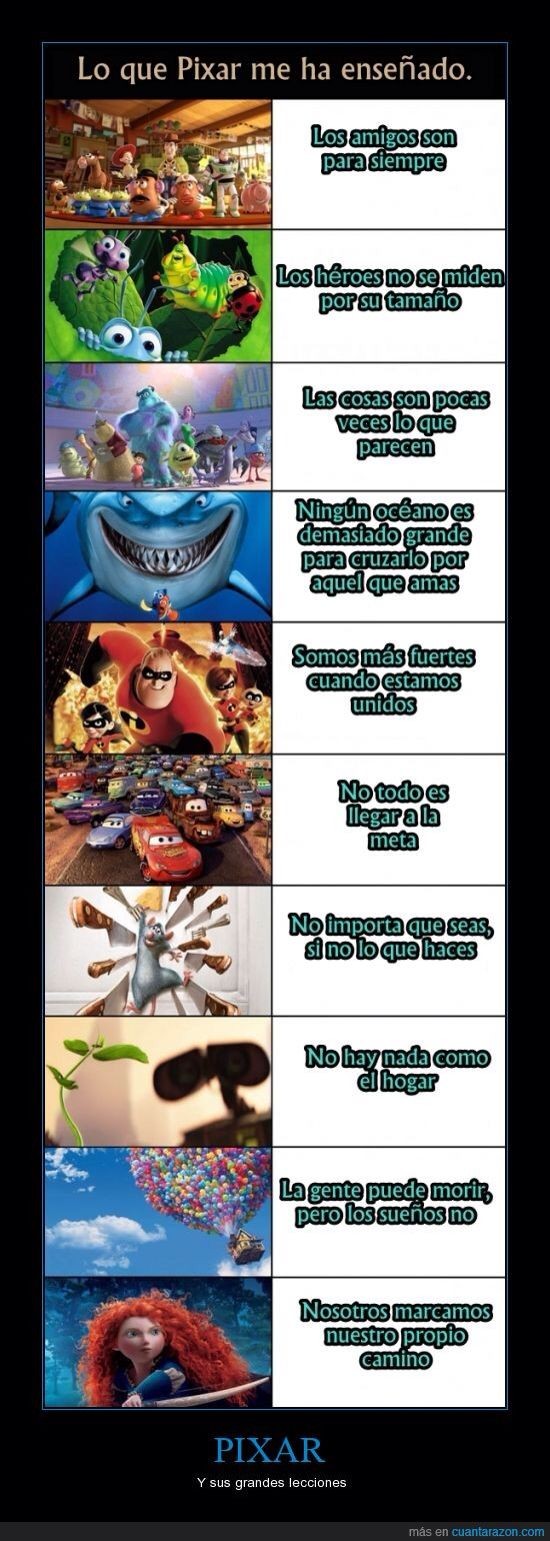 Lo que Pixar me ha enseñado.
Los amigos son
para siempre
Los héroes no se miden
por su tamaño
Las cosas son pocas
veces lo que
parecen
Ningún océano es
demasiado grande
para cruzarlo por
aquel que amas
Somos más fuertes
cuando estamos
unidos
No todo es
llegar a la
meta
No importa que seas,
si no lo que haces
No hay nada como
el hogar
La gente puede morir,
pero los sueños no
Nosotros marcamos
nuestro propio
camino
PIXAR
Y sus grandes lecciones
más en cuantarazon.com